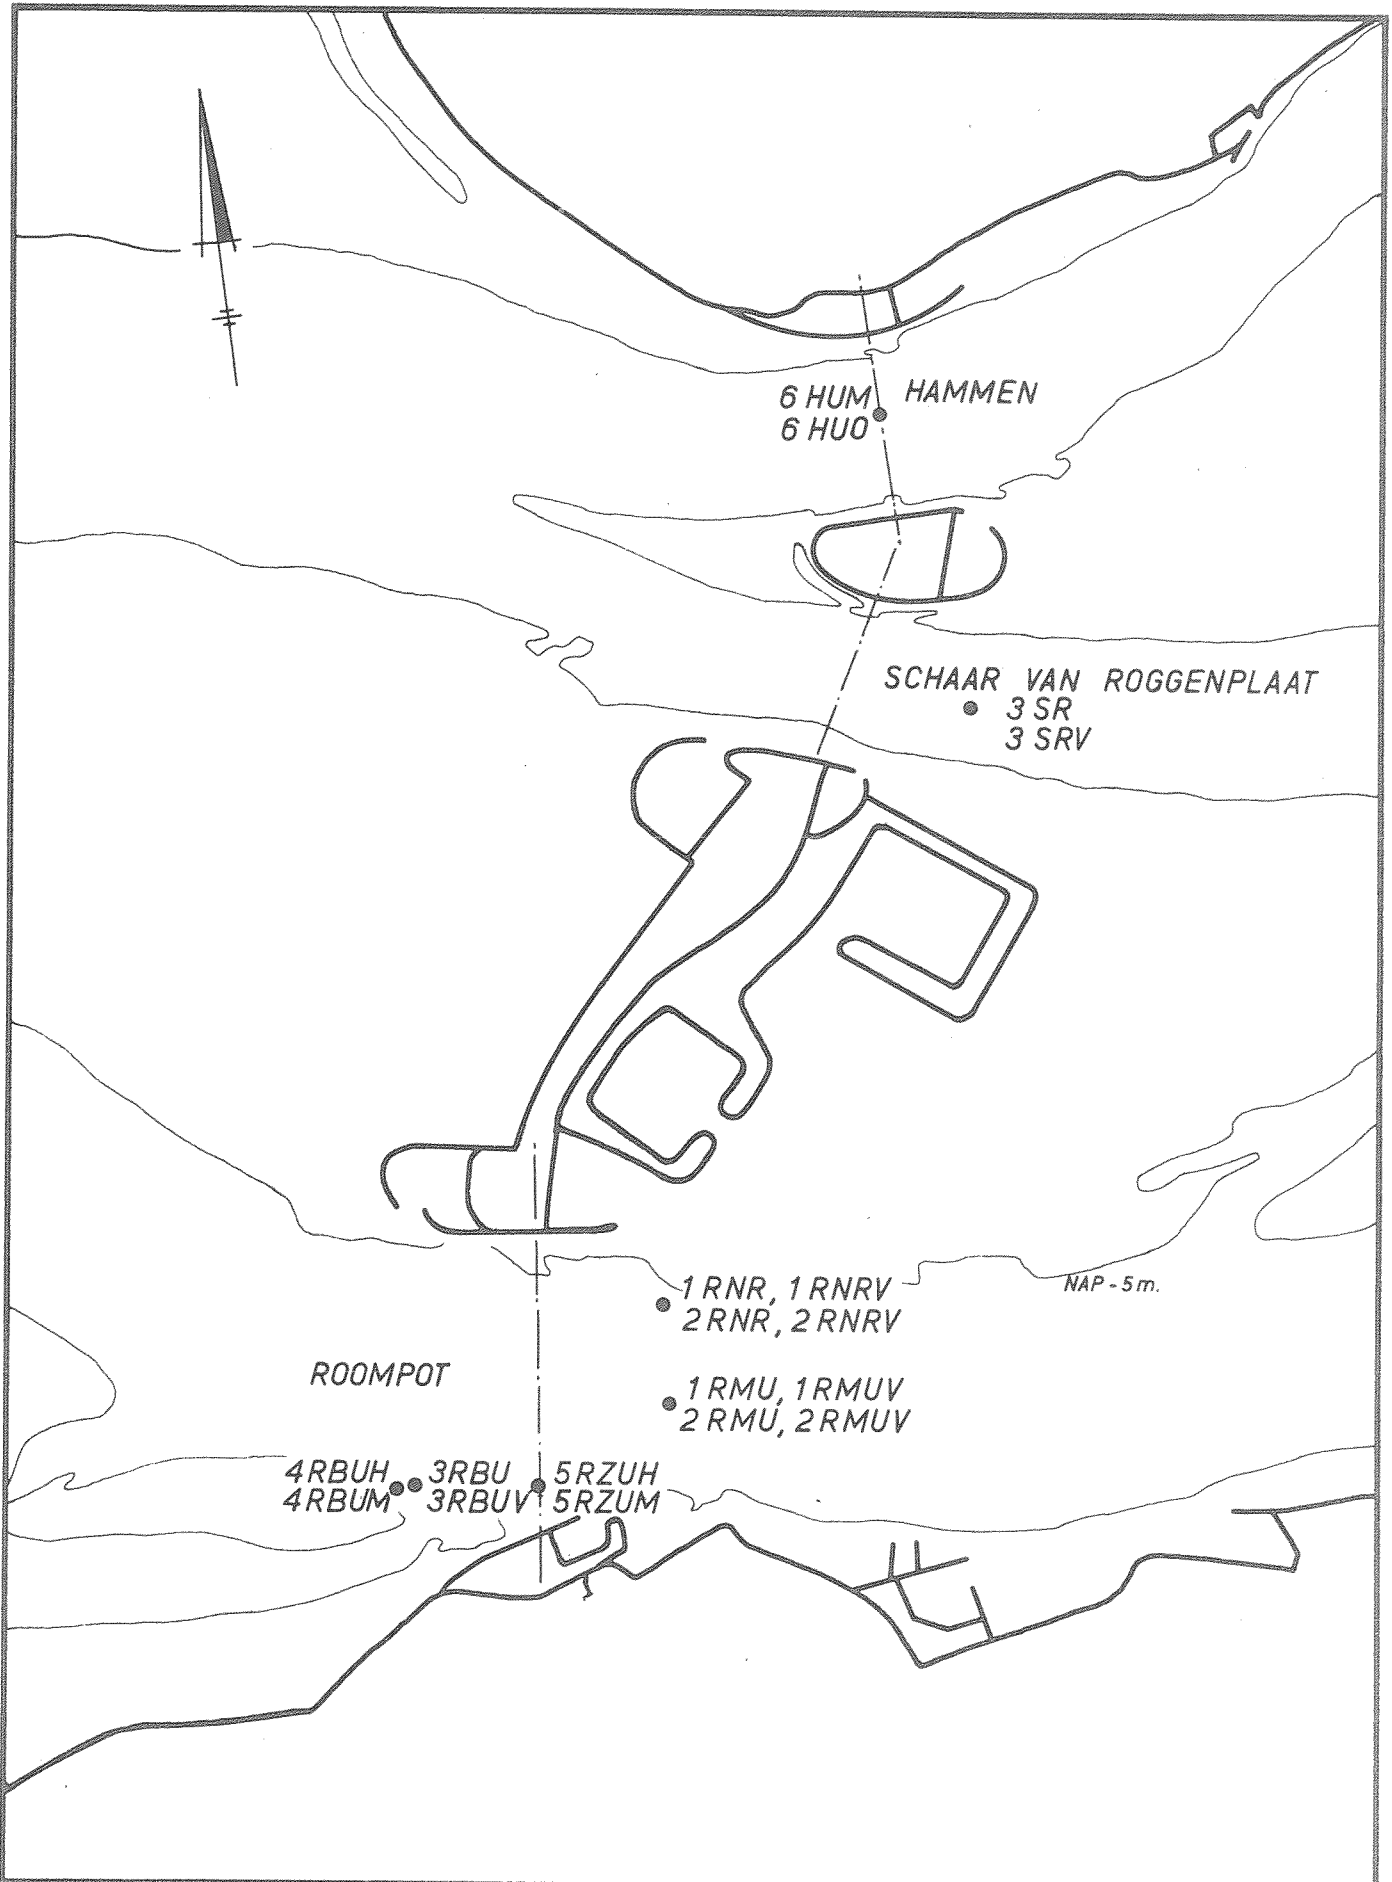 6 HUM
6 HUO
HAMMEN
SCHAAR VAN ROGGENPLAAT
3 SR
3 SRV
1 RNR, 1 RNRV
2 RNR, 2 RNRV
NAP - 5 m.
ROOMPOT
1 RMU, 1 RMUV
2 RMU, 2 RMUV
4RBUH
4RBUM
3RBU
3RBUV
5RZUH
5RZUM